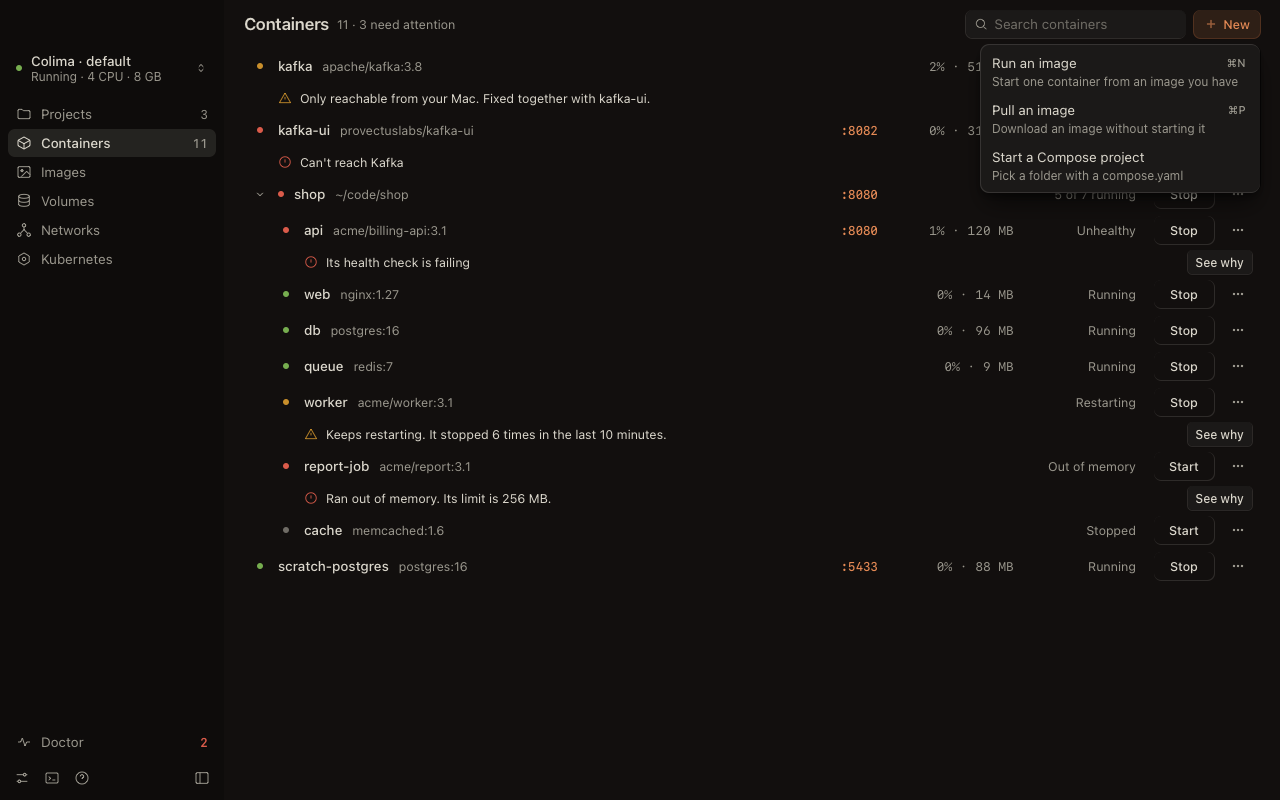 Containers 11 · 3 need attention
Search containers
New
Colima · default
Running · 4 CPU · 8 GB
Projects 3
Containers 11
Images
Volumes
Networks
Kubernetes
Doctor 2
Run an image ⌘N
Start one container from an image you have
Pull an image ⌘P
Download an image without starting it
Start a Compose project
Pick a folder with a compose.yaml
kafka apache/kafka:3.8 2% ·
Only reachable from your Mac. Fixed together with kafka-ui.
kafka-ui provectuslabs/kafka-ui :8082 0% ·
Can't reach Kafka
shop ~/code/shop :8080 5 of 7 running Stop
api acme/billing-api:3.1 :8080 1% · 120 MB Unhealthy Stop
Its health check is failing See why
web nginx:1.27 0% · 14 MB Running Stop
db postgres:16 0% · 96 MB Running Stop
queue redis:7 0% · 9 MB Running Stop
worker acme/worker:3.1 Restarting Stop
Keeps restarting. It stopped 6 times in the last 10 minutes. See why
report-job acme/report:3.1 Out of memory Start
Ran out of memory. Its limit is 256 MB. See why
cache memcached:1.6 Stopped Start
scratch-postgres postgres:16 :5433 0% · 88 MB Running Stop